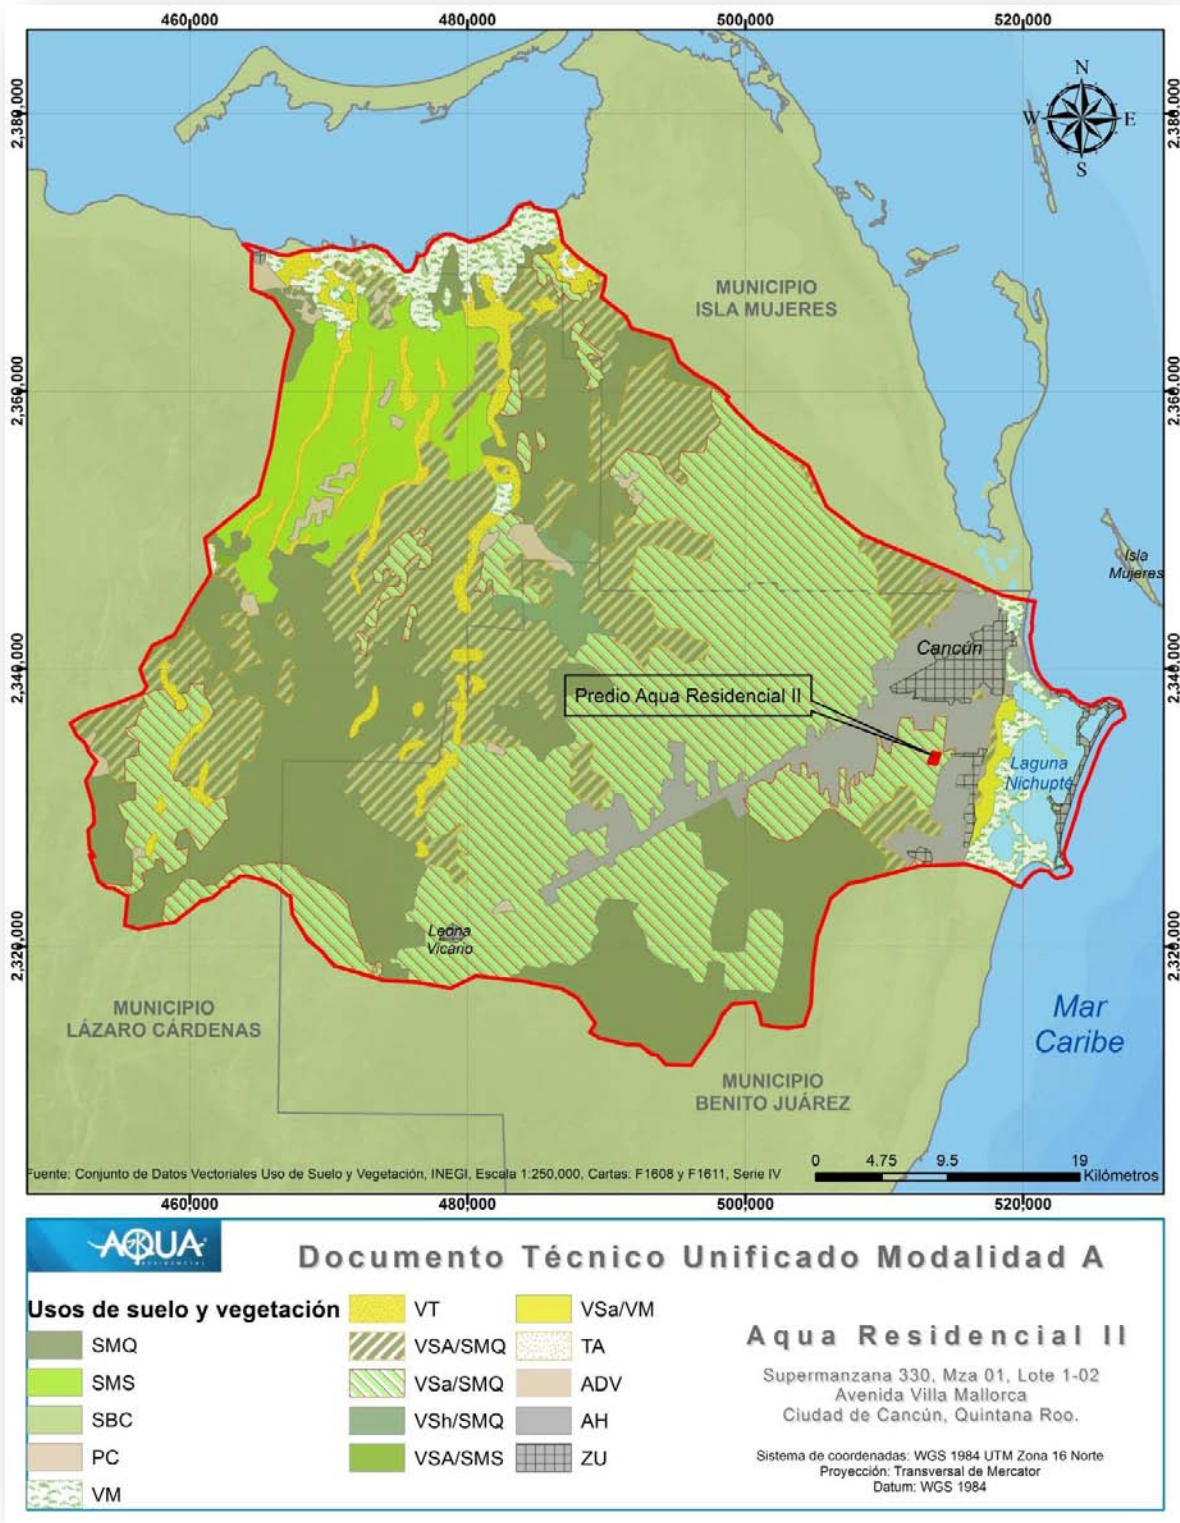 460,000 480,000 500,000 520,000
2,380,000 2,380,000
N
W E
S
MUNICIPIO
ISLA MUJERES
2,360,000 2,360,000
Isla
Mujeres
Cancún
2,340,000 2,340,000
Predio Aqua Residencial II
Laguna
Nichupté
Leona
Vicario
2,320,000 2,320,000
MUNICIPIO
LÁZARO CÁRDENAS
Mar
Caribe
MUNICIPIO
BENITO JUÁREZ
0 4.75 9.5 19
Kilómetros
Fuente: Conjunto de Datos Vectoriales Uso de Suelo y Vegetación, INEGI, Escala 1:250,000, Cartas: F1608 y F1611, Serie IV
460,000 480,000 500,000 520,000
AQUA
RESIDENCIAL
Documento Técnico Unificado Modalidad A
Usos de suelo y vegetación
SMQ
SMS
SBC
PC
VM
VT
VSA/SMQ
VSa/SMQ
VSh/SMQ
VSA/SMS
VSa/VM
TA
ADV
AH
ZU
Aqua Residencial II
Supermanzana 330, Mza 01, Lote 1-02
Avenida Villa Mallorca
Ciudad de Cancún, Quintana Roo.
Sistema de coordenadas: WGS 1984 UTM Zona 16 Norte
Proyección: Transversal de Mercator
Datum: WGS 1984